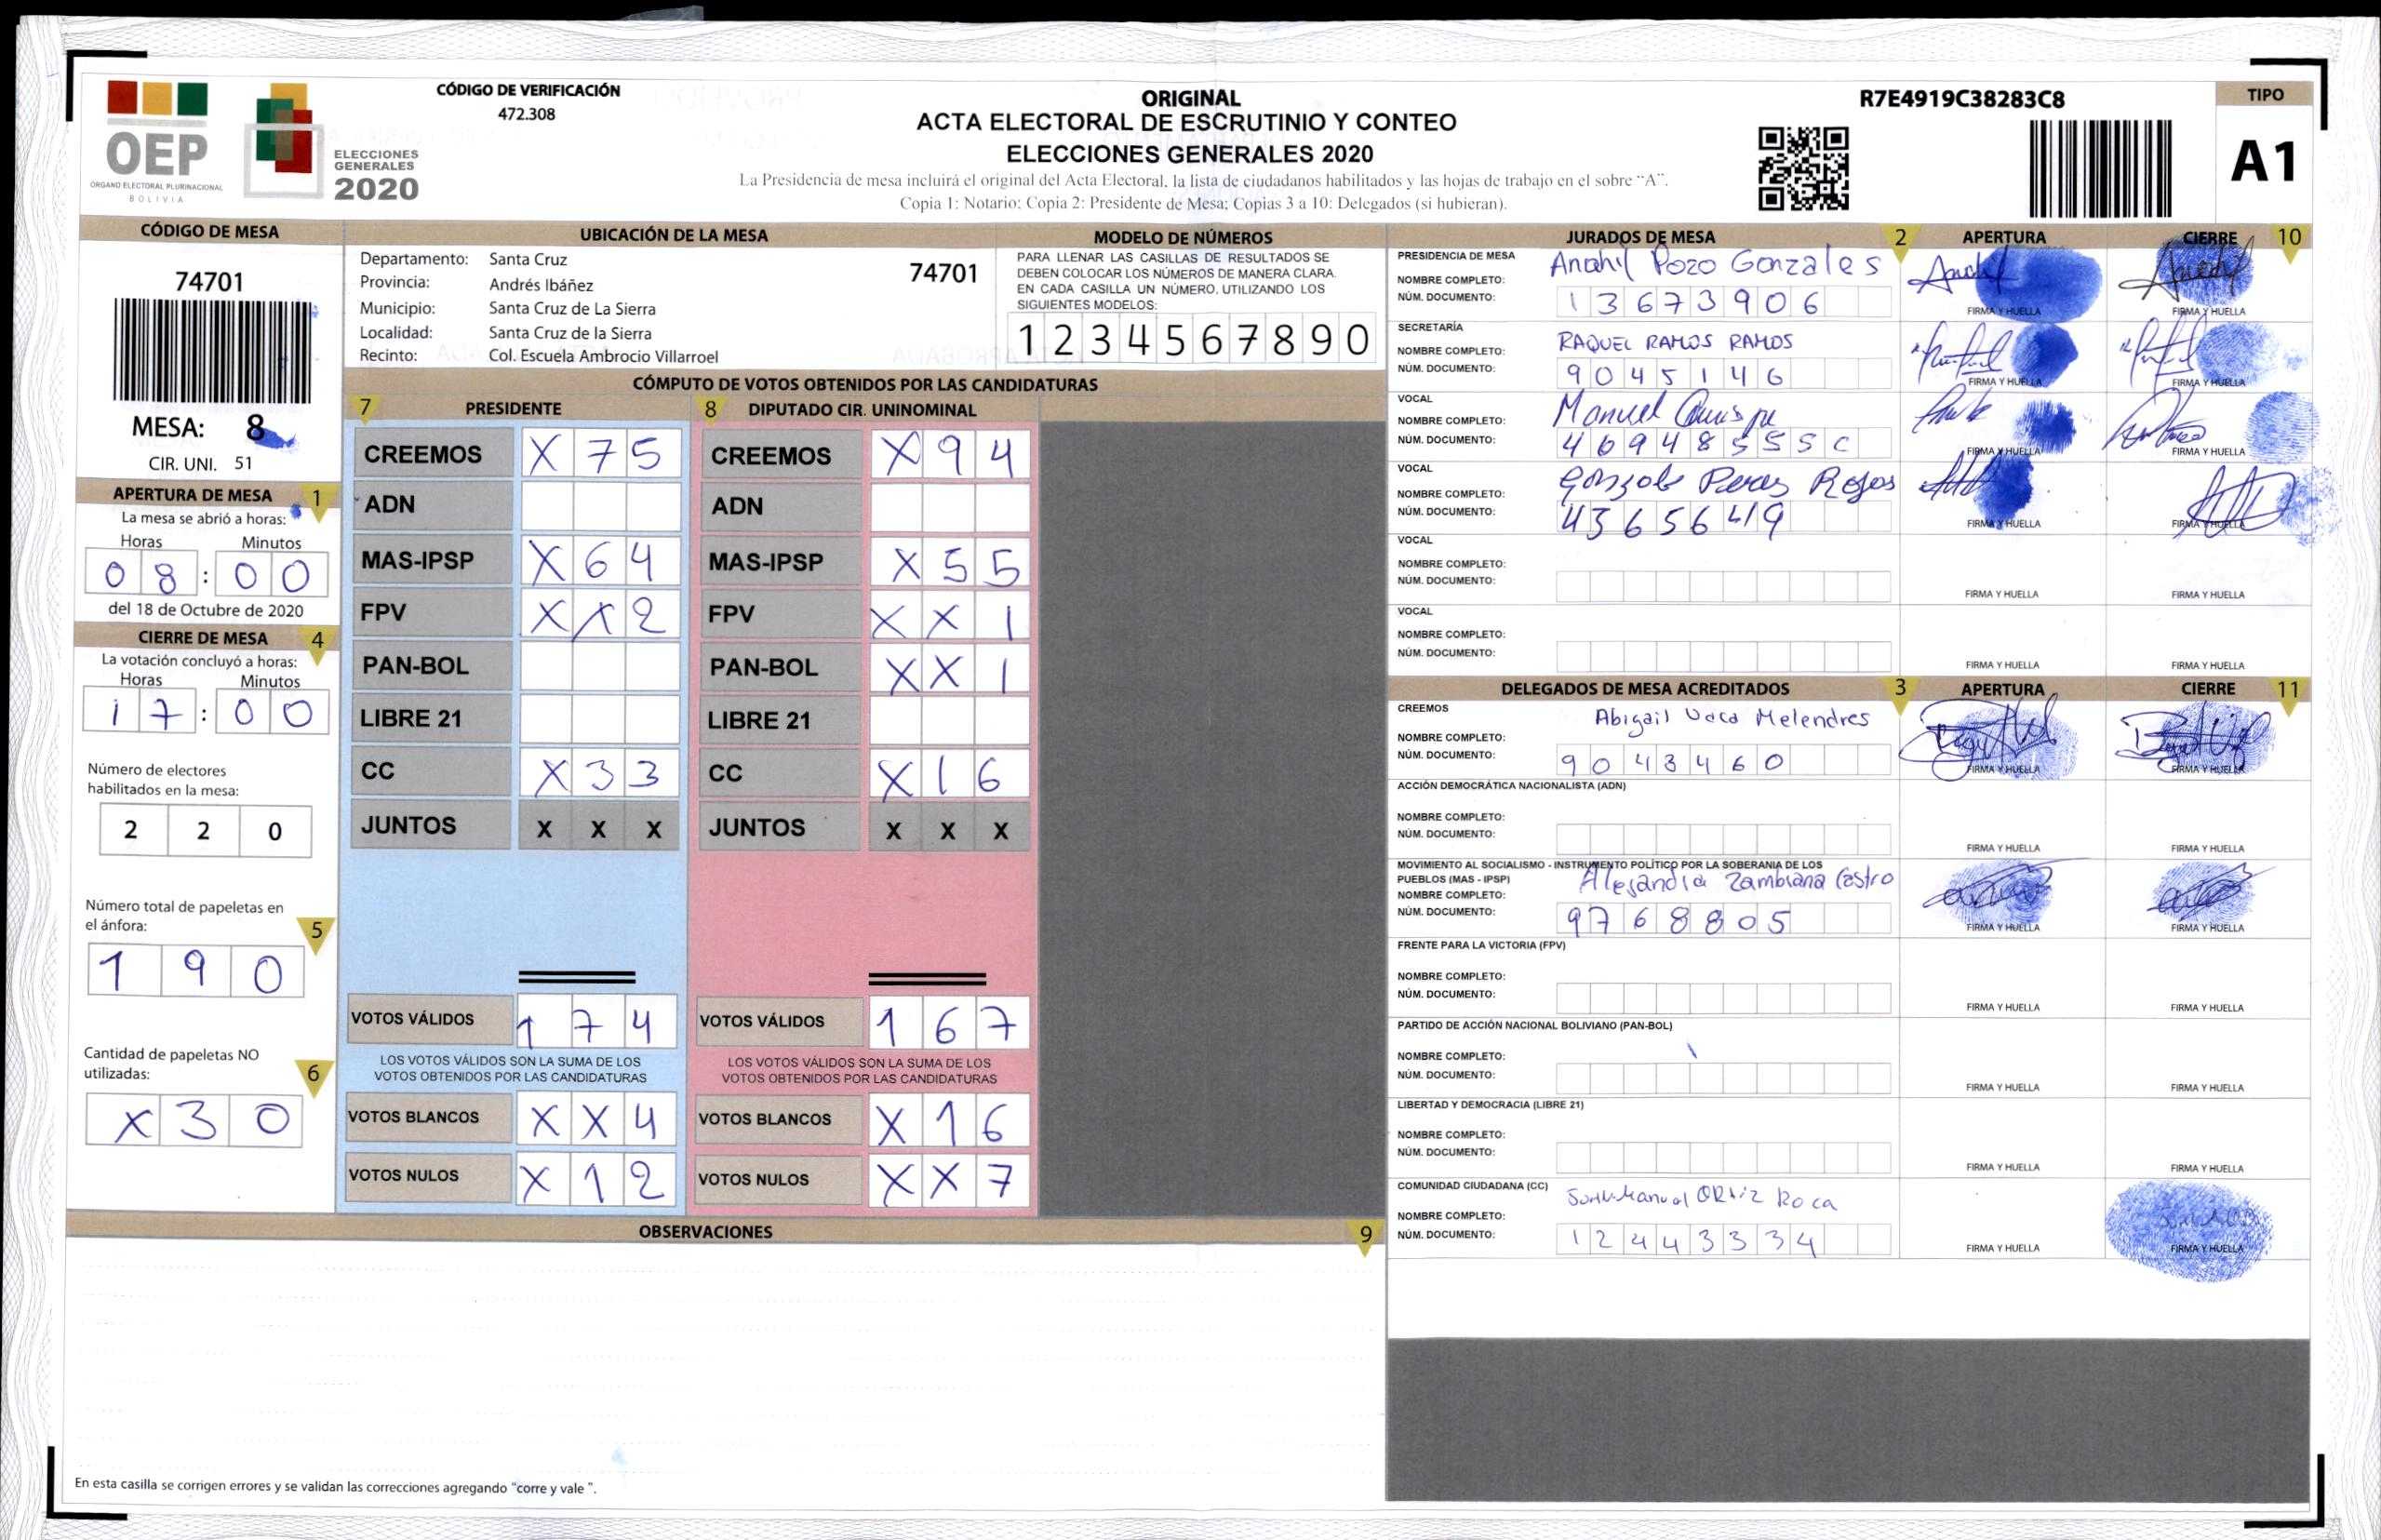 OEP
ÓRGANO ELECTORAL PLURINACIONAL
BOLIVIA
ELECCIONES
GENERALES
2020
CÓDIGO DE VERIFICACIÓN
472.308
ORIGINAL
ACTA ELECTORAL DE ESCRUTINIO Y CONTEO
ELECCIONES GENERALES 2020
La Presidencia de mesa incluirá el original del Acta Electoral, la lista de ciudadanos habilitados y las hojas de trabajo en el sobre “A”.
Copia 1: Notario; Copia 2: Presidente de Mesa; Copias 3 a 10: Delegados (si hubieran).
R7E4919C38283C8
TIPO
A1
CÓDIGO DE MESA
74701
MESA: 8
CIR. UNI. 51
APERTURA DE MESA 1
La mesa se abrió a horas:
Horas Minutos
0 8 : 0 0
del 18 de Octubre de 2020
CIERRE DE MESA 4
La votación concluyó a horas:
Horas Minutos
1 7 : 0 0
Número de electores
habilitados en la mesa:
2 2 0
Número total de papeletas en
el ánfora: 5
1 9 0
Cantidad de papeletas NO
utilizadas: 6
X 3 0
UBICACIÓN DE LA MESA
Departamento: Santa Cruz
Provincia: Andrés Ibáñez
Municipio: Santa Cruz de La Sierra
Localidad: Santa Cruz de la Sierra
Recinto: Col. Escuela Ambrocio Villarroel
74701
MODELO DE NÚMEROS
PARA LLENAR LAS CASILLAS DE RESULTADOS SE
DEBEN COLOCAR LOS NÚMEROS DE MANERA CLARA.
EN CADA CASILLA UN NÚMERO, UTILIZANDO LOS
SIGUIENTES MODELOS:
1 2 3 4 5 6 7 8 9 0
CÓMPUTO DE VOTOS OBTENIDOS POR LAS CANDIDATURAS
7 PRESIDENTE
CREEMOS X 7 5
ADN
MAS-IPSP X 6 4
FPV X X 2
PAN-BOL
LIBRE 21
CC X 3 3
JUNTOS X X X
VOTOS VÁLIDOS 1 7 4
LOS VOTOS VÁLIDOS SON LA SUMA DE LOS
VOTOS OBTENIDOS POR LAS CANDIDATURAS
VOTOS BLANCOS X X 4
VOTOS NULOS X 1 2
8 DIPUTADO CIR. UNINOMINAL
CREEMOS X 9 4
ADN
MAS-IPSP X 5 5
FPV X X 1
PAN-BOL X X 1
LIBRE 21
CC X 1 6
JUNTOS X X X
VOTOS VÁLIDOS 1 6 7
LOS VOTOS VÁLIDOS SON LA SUMA DE LOS
VOTOS OBTENIDOS POR LAS CANDIDATURAS
VOTOS BLANCOS X 1 6
VOTOS NULOS X X 7
OBSERVACIONES 9
En esta casilla se corrigen errores y se validan las correcciones agregando "corre y vale ".
JURADOS DE MESA 2 APERTURA CIERRE 10
PRESIDENCIA DE MESA
NOMBRE COMPLETO: Anahil Pozo Gonzales
NÚM. DOCUMENTO: 1 3 6 7 3 9 0 6
FIRMA Y HUELLA FIRMA Y HUELLA
SECRETARÍA
NOMBRE COMPLETO: RAQUEL RAMOS RAMOS
NÚM. DOCUMENTO: 9 0 4 5 1 4 6
FIRMA Y HUELLA FIRMA Y HUELLA
VOCAL
NOMBRE COMPLETO: Manuel Quispe
NÚM. DOCUMENTO: 4 6 9 4 8 5 5 S C
FIRMA Y HUELLA FIRMA Y HUELLA
VOCAL
NOMBRE COMPLETO: Gonzalo Perez Rojas
NÚM. DOCUMENTO: 4 3 6 5 6 4 9
FIRMA Y HUELLA FIRMA Y HUELLA
VOCAL
NOMBRE COMPLETO:
NÚM. DOCUMENTO:
FIRMA Y HUELLA FIRMA Y HUELLA
VOCAL
NOMBRE COMPLETO:
NÚM. DOCUMENTO:
FIRMA Y HUELLA FIRMA Y HUELLA
DELEGADOS DE MESA ACREDITADOS 3 APERTURA CIERRE 11
CREEMOS
NOMBRE COMPLETO: Abigail Vaca Melendres
NÚM. DOCUMENTO: 9 0 4 3 4 6 0
FIRMA Y HUELLA FIRMA Y HUELLA
ACCIÓN DEMOCRÁTICA NACIONALISTA (ADN)
NOMBRE COMPLETO:
NÚM. DOCUMENTO:
FIRMA Y HUELLA FIRMA Y HUELLA
MOVIMIENTO AL SOCIALISMO - INSTRUMENTO POLÍTICO POR LA SOBERANIA DE LOS
PUEBLOS (MAS - IPSP)
NOMBRE COMPLETO: Alejandra Zambrana Castro
NÚM. DOCUMENTO: 9 7 6 8 8 0 5
FIRMA Y HUELLA FIRMA Y HUELLA
FRENTE PARA LA VICTORIA (FPV)
NOMBRE COMPLETO:
NÚM. DOCUMENTO:
FIRMA Y HUELLA FIRMA Y HUELLA
PARTIDO DE ACCIÓN NACIONAL BOLIVIANO (PAN-BOL)
NOMBRE COMPLETO:
NÚM. DOCUMENTO:
FIRMA Y HUELLA FIRMA Y HUELLA
LIBERTAD Y DEMOCRACIA (LIBRE 21)
NOMBRE COMPLETO:
NÚM. DOCUMENTO:
FIRMA Y HUELLA FIRMA Y HUELLA
COMUNIDAD CIUDADANA (CC)
NOMBRE COMPLETO: Manuel ORtiz Roca
NÚM. DOCUMENTO: 1 2 4 4 3 3 3 4
FIRMA Y HUELLA FIRMA Y HUELLA